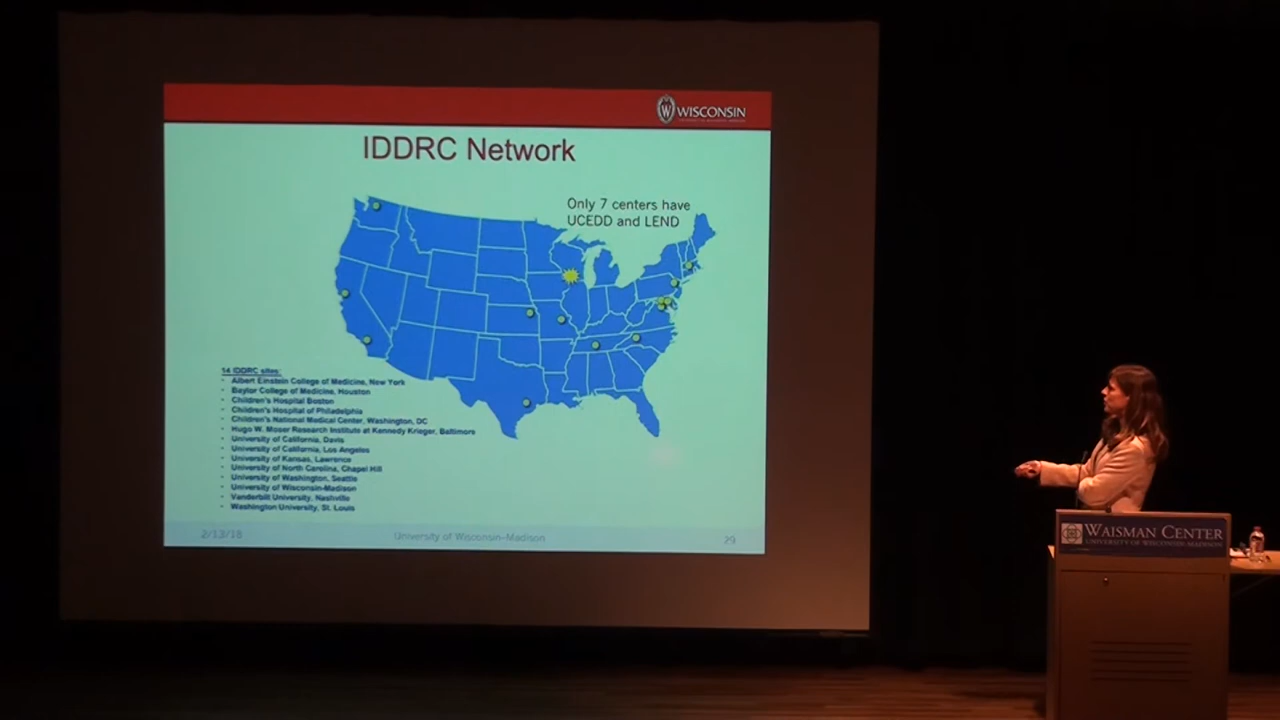 WISCONSIN
IDDRC Network
Only 7 centers have
UCEDD and LEND
14 IDDRC sites:
· Albert Einstein College of Medicine, New York
· Baylor College of Medicine, Houston
· Children's Hospital Boston
· Children's Hospital of Philadelphia
· Children's National Medical Center, Washington, DC
· Hugo W. Moser Research Institute at Kennedy Krieger, Baltimore
· University of California, Davis
· University of California, Los Angeles
· University of Kansas, Lawrence
· University of North Carolina, Chapel Hill
· University of Washington, Seattle
· University of Wisconsin-Madison
· Vanderbilt University, Nashville
· Washington University, St. Louis
2/13/18
University of Wisconsin–Madison
29
WAISMAN CENTER
UNIVERSITY OF WISCONSIN-MADISON